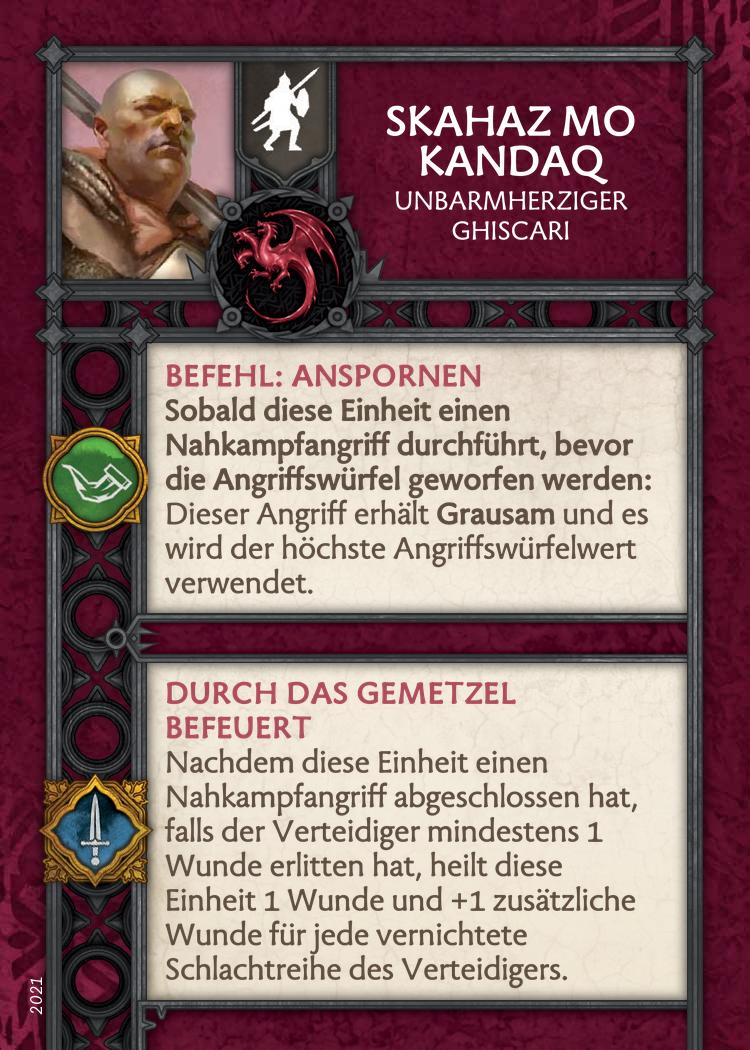 SKAHAZ MO
KANDAQ
UNBARMHERZIGER
GHISCARI
BEFEHL: ANSPORNEN
Sobald diese Einheit einen
Nahkampfangriff durchführt, bevor
die Angriffswürfel geworfen werden:
Dieser Angriff erhält Grausam und es
wird der höchste Angriffswürfelwert
verwendet.
DURCH DAS GEMETZEL
BEFEUERT
Nachdem diese Einheit einen
Nahkampfangriff abgeschlossen hat,
falls der Verteidiger mindestens 1
Wunde erlitten hat, heilt diese
Einheit 1 Wunde und +1 zusätzliche
Wunde für jede vernichtete
Schlachtreihe des Verteidigers.
2021